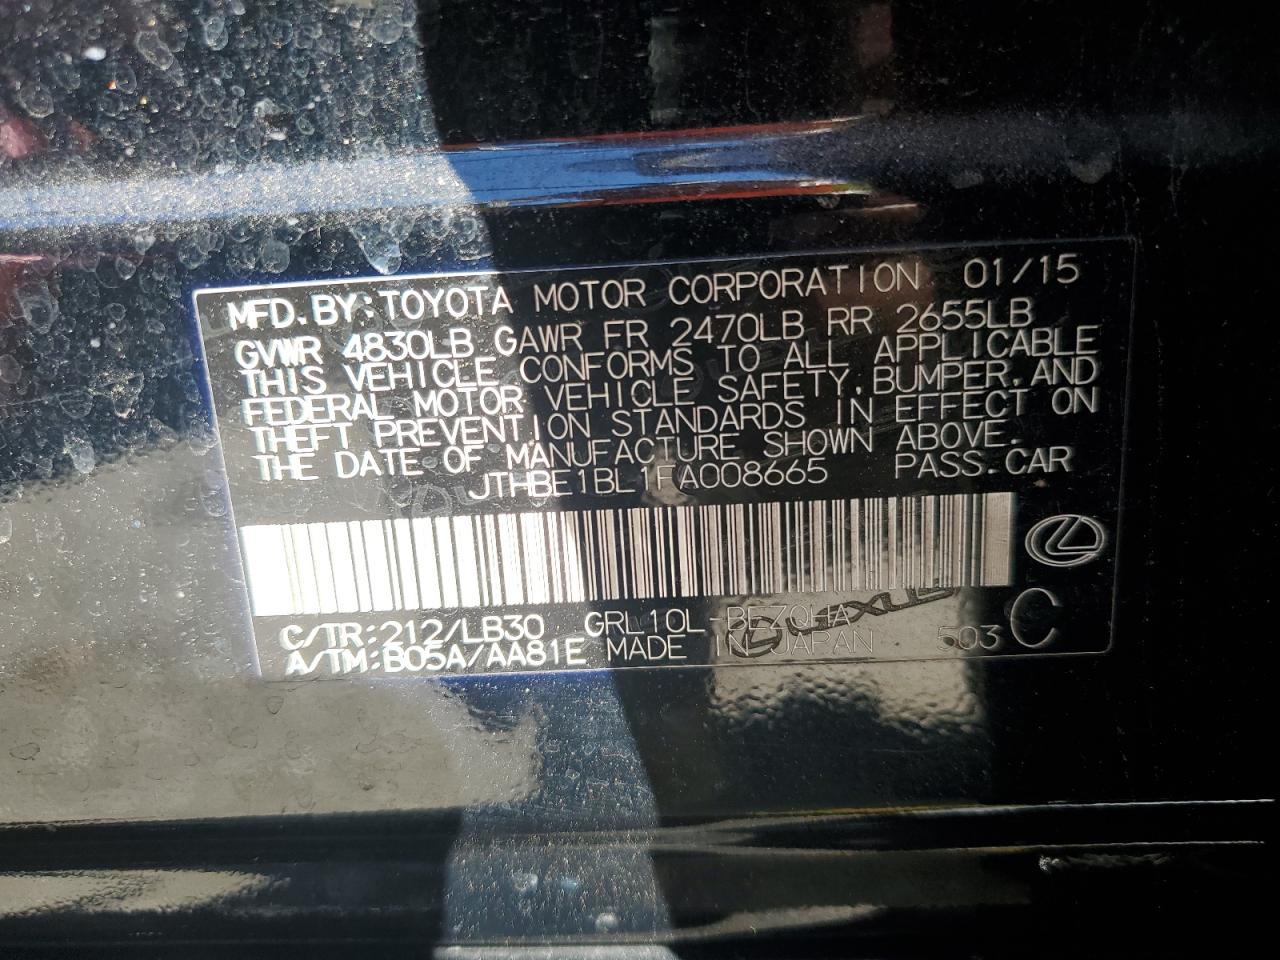 MFD. BY: TOYOTA MOTOR CORPORATION 01/15
GVWR 4830LB GAWR FR 2470LB RR 2655LB
THIS VEHICLE CONFORMS TO ALL APPLICABLE
FEDERAL MOTOR VEHICLE SAFETY, BUMPER, AND
THEFT PREVENTION STANDARDS IN EFFECT ON
THE DATE OF MANUFACTURE SHOWN ABOVE.
JTHBE1BL1FA008665 PASS. CAR
C/TR: 212/LB30 GRL10L-BEZQHA
A/TM: B05A/AA81E MADE IN JAPAN 503 C
LEXUS